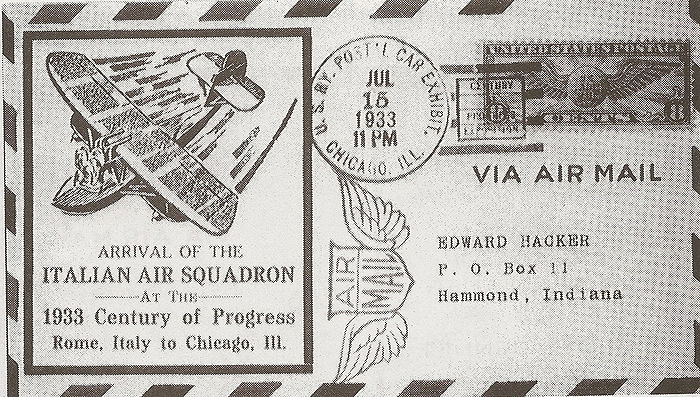 ARRIVAL OF THE
ITALIAN AIR SQUADRON
AT THE
1933 Century of Progress
Rome, Italy to Chicago, Ill.
U.S. RY. POST'L CAR EXHIBIT.
JUL
15
1933
11 PM
CHICAGO, ILL.
CENTURY
UNITED STATES POSTAGE
CENTS
8
VIA AIR MAIL
AIR
MAIL
EDWARD HACKER
P. O. Box 11
Hammond, Indiana